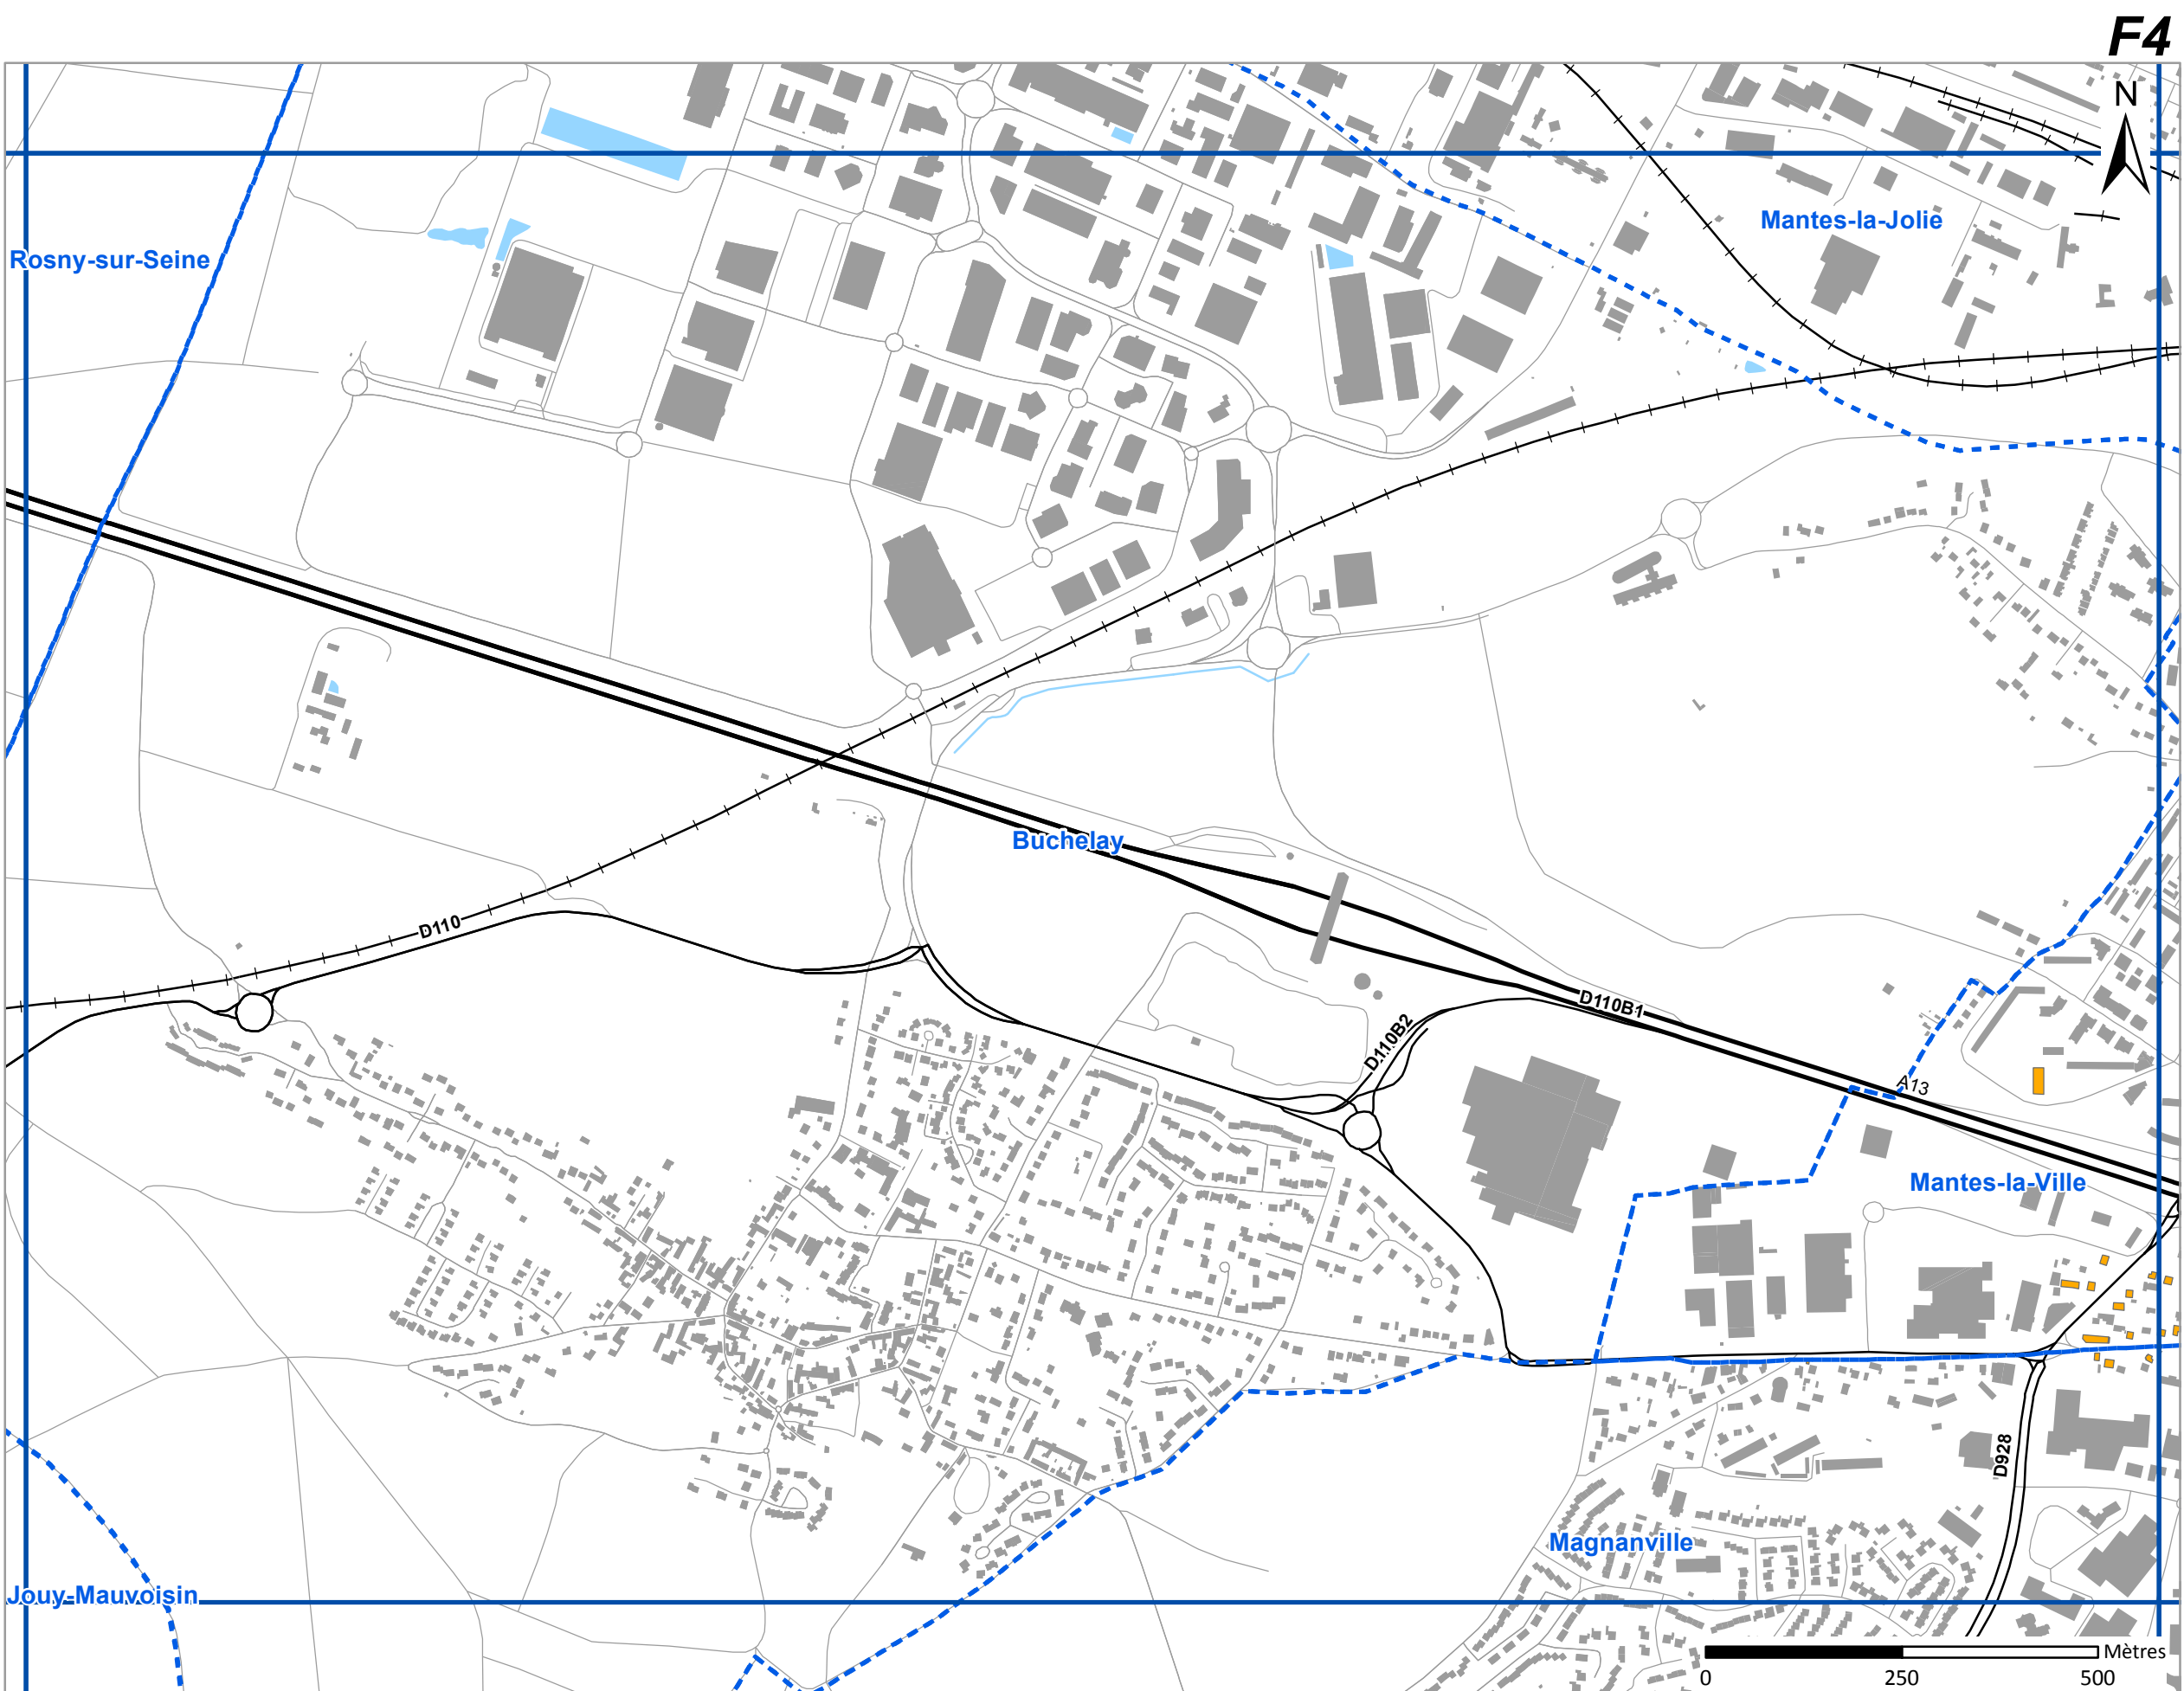 F4
N
Mantes-la-Jolie
Rosny-sur-Seine
Buchelay
D110
D110B1
D110B2
A13
Mantes-la-Ville
D928
Magnanville
Jouy-Mauvoisin
Mètres
0 250 500